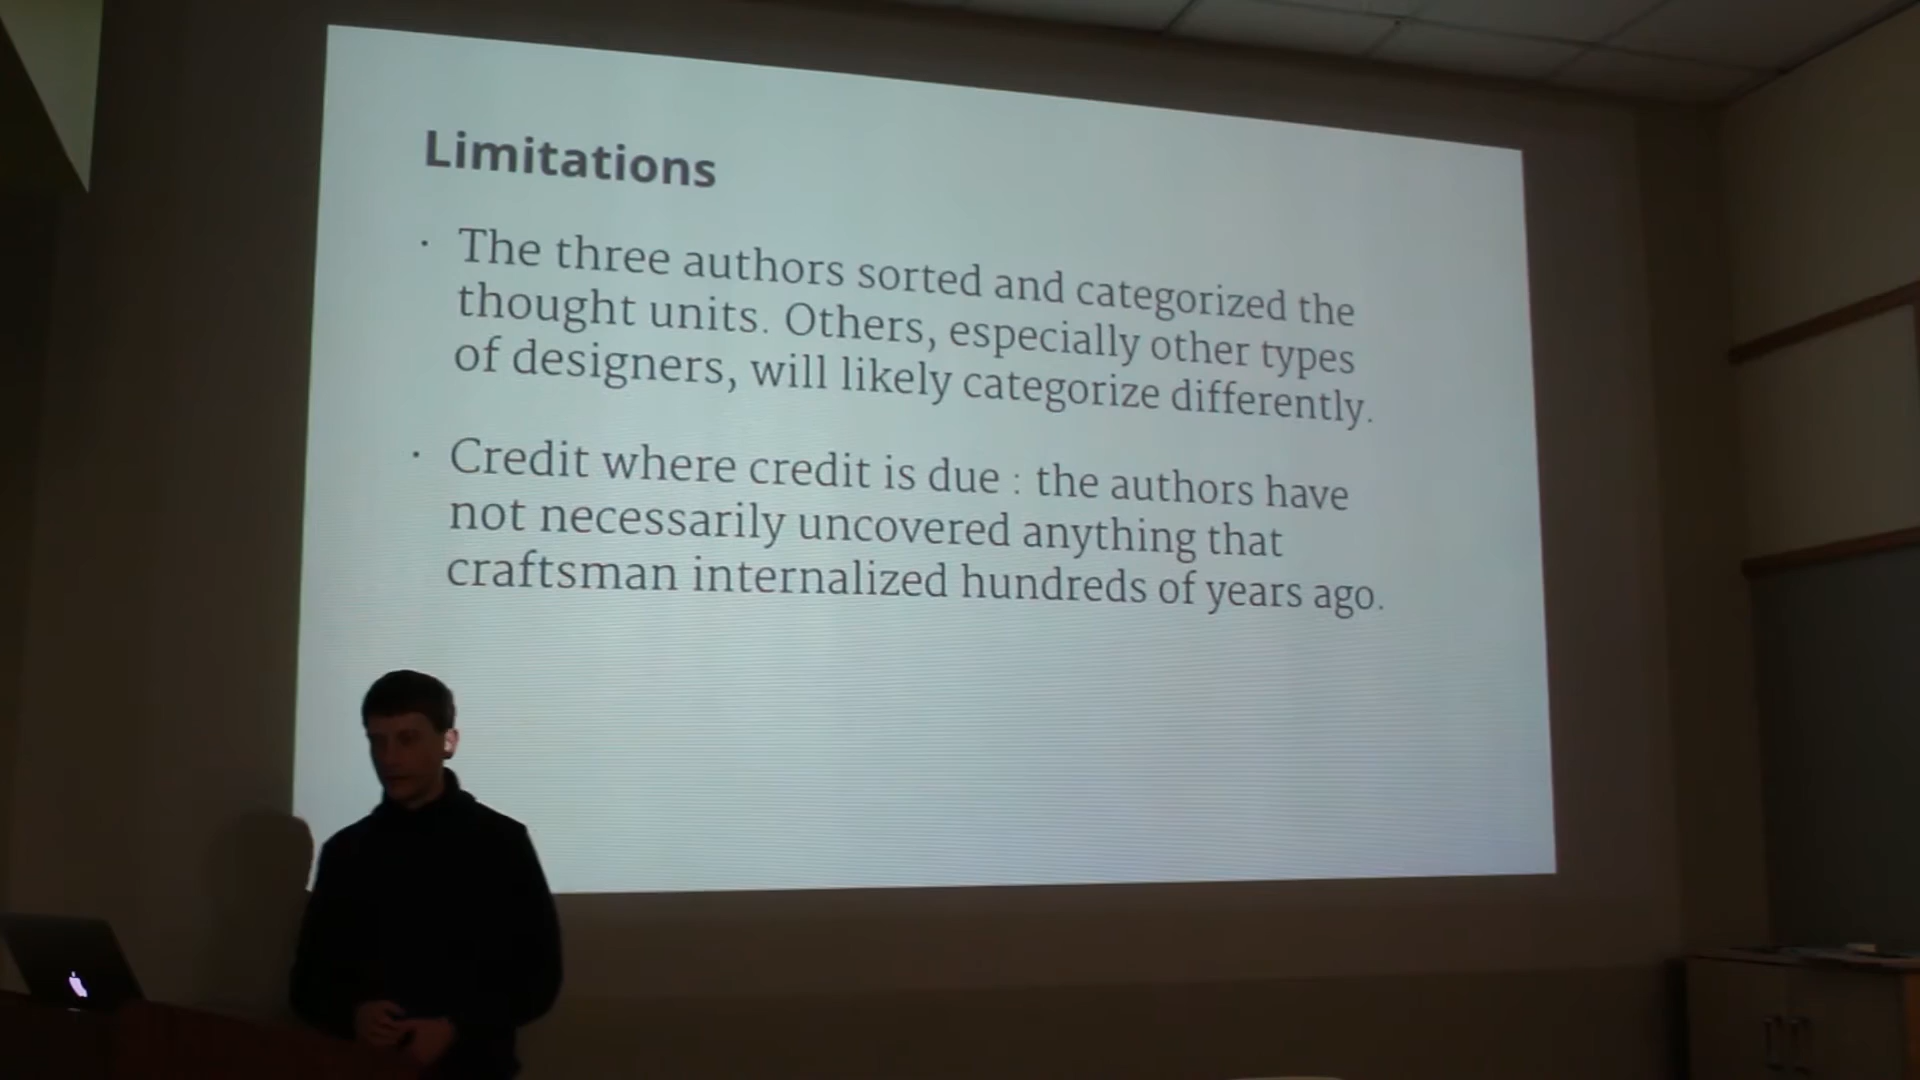 Limitations
· The three authors sorted and categorized the
thought units. Others, especially other types
of designers, will likely categorize differently.
· Credit where credit is due : the authors have
not necessarily uncovered anything that
craftsman internalized hundreds of years ago.